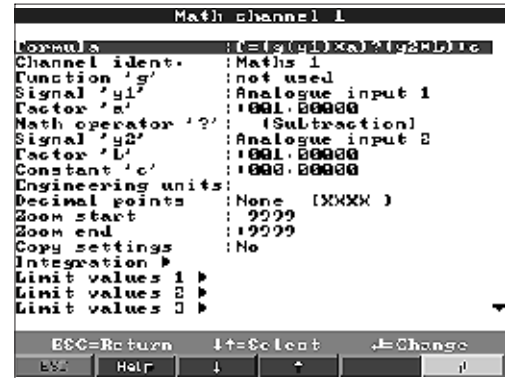 Math channel 1
Formula :f=(g(y1)×a)?(y2×b)+c
Channel ident. :Maths 1
Function 'g' :not used
Signal 'y1' :Analogue input 1
Factor 'a' :+001.00000
Math operator '?': (Subtraction)
Signal 'y2' :Analogue input 2
Factor 'b' :+001.00000
Constant 'c' :+000.00000
Engineering units:
Decimal points :None (XXXX )
Zoom start : 9999
Zoom end :+9999
Copy settings :No
Integration ▶
Limit values 1 ▶
Limit values 2 ▶
Limit values 3 ▶
ESC=Return ↓↑=Select ↵=Change
ESC Help ↓ ↑ ↵